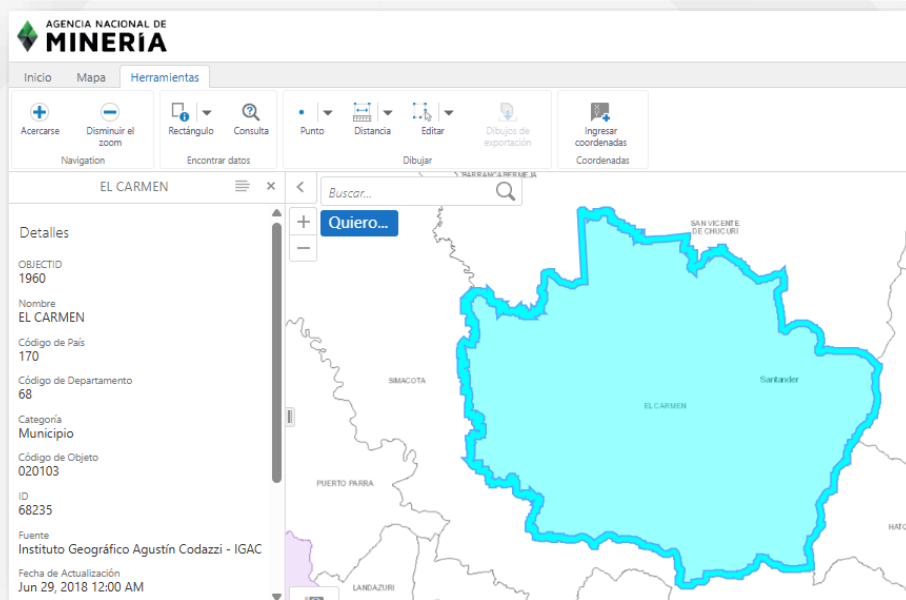 AGENCIA NACIONAL DE
MINERÍA
Inicio
Mapa
Herramientas
Acercarse
Disminuir el
zoom
Navigation
Rectángulo
Consulta
Encontrar datos
Punto
Distancia
Editar
Dibujos de
exportación
Dibujar
Ingresar
coordenadas
Coordenadas
EL CARMEN
Detalles
OBJECTID
1960
Nombre
EL CARMEN
Código de País
170
Código de Departamento
68
Categoría
Municipio
Código de Objeto
020103
ID
68235
Fuente
Instituto Geográfico Agustín Codazzi - IGAC
Fecha de Actualización
Jun 29, 2018 12:00 AM
Buscar...
Quiero...
BARRANCABERMEJA
SAN VICENTE
DE CHUCURÍ
SIMACOTA
Santander
EL CARMEN
PUERTO PARRA
HATO
LANDAZURI